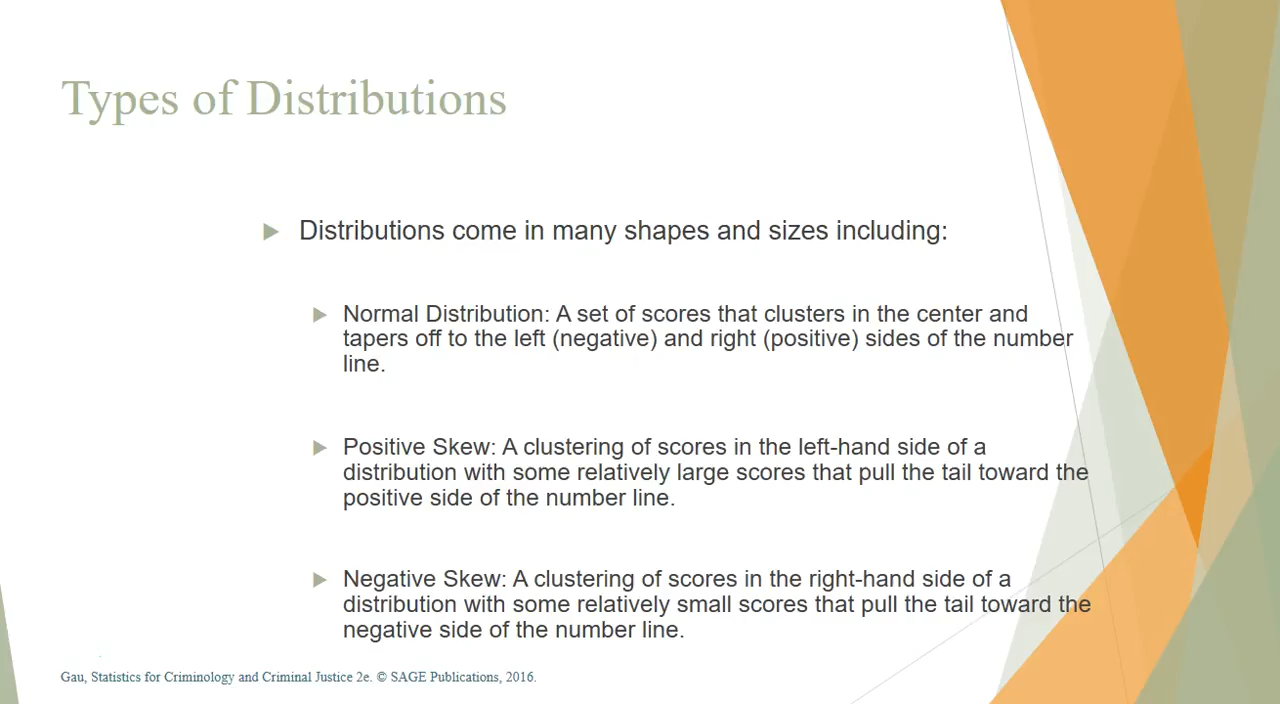 Types of Distributions
Distributions come in many shapes and sizes including:
Normal Distribution: A set of scores that clusters in the center and
tapers off to the left (negative) and right (positive) sides of the number
line.
Positive Skew: A clustering of scores in the left-hand side of a
distribution with some relatively large scores that pull the tail toward the
positive side of the number line.
Negative Skew: A clustering of scores in the right-hand side of a
distribution with some relatively small scores that pull the tail toward the
negative side of the number line.
Gau, Statistics for Criminology and Criminal Justice 2e. © SAGE Publications, 2016.